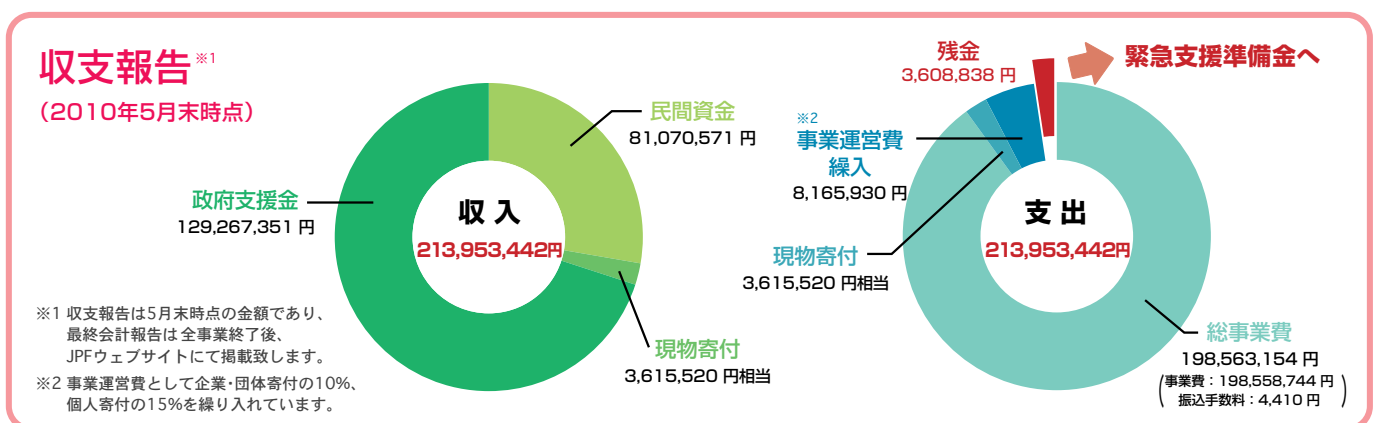 収支報告※1
(2010年5月末時点)
政府支援金
129,267,351 円
民間資金
81,070,571 円
収 入
213,953,442円
現物寄付
3,615,520 円相当
※1 収支報告は5月末時点の金額であり、
最終会計報告は全事業終了後、
JPFウェブサイトにて掲載致します。
※2 事業運営費として企業・団体寄付の10%、
個人寄付の15%を繰り入れています。
残金
3,608,838 円
緊急支援準備金へ
※2
事業運営費
繰入
8,165,930 円
支 出
213,953,442円
現物寄付
3,615,520 円相当
総事業費
198,563,154 円
(事業費：198,558,744 円
振込手数料：4,410 円)